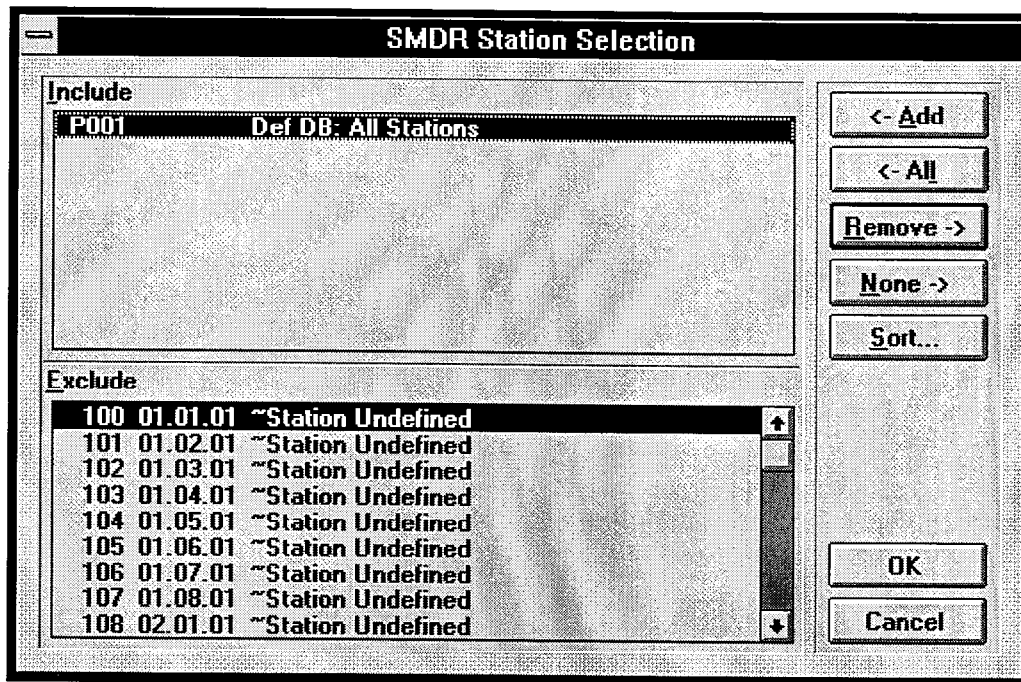 SMDR Station Selection
Include
P001 Def DB: All Stations
Exclude
100 01.01.01 ~Station Undefined
101 01.02.01 ~Station Undefined
102 01.03.01 ~Station Undefined
103 01.04.01 ~Station Undefined
104 01.05.01 ~Station Undefined
105 01.06.01 ~Station Undefined
106 01.07.01 ~Station Undefined
107 01.08.01 ~Station Undefined
108 02.01.01 ~Station Undefined
<- Add
<- All
Remove ->
None ->
Sort...
OK
Cancel